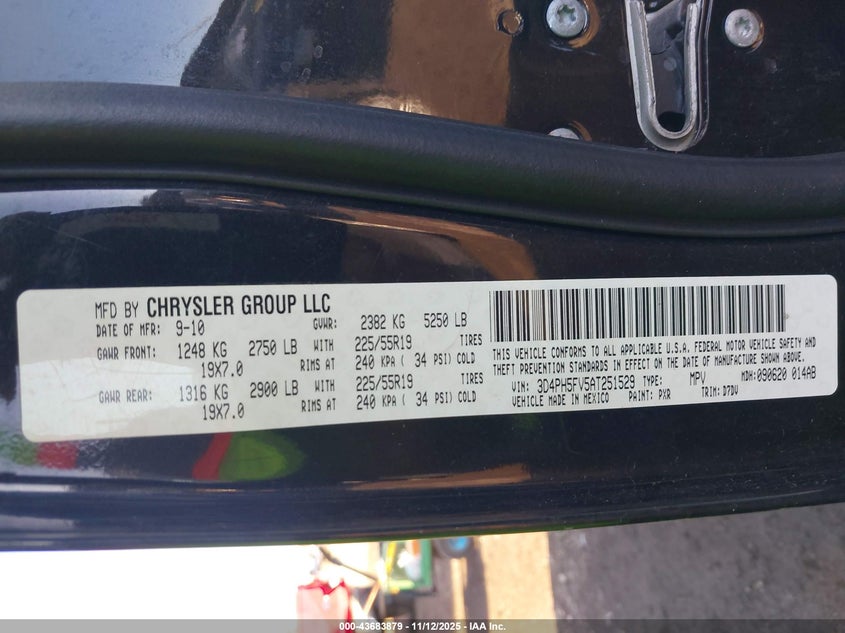 MFD BY CHRYSLER GROUP LLC
DATE OF MFR: 9-10 GVWR: 2382 KG 5250 LB
GAWR FRONT: 1248 KG 2750 LB WITH 225/55R19 TIRES
19X7.0 RIMS AT 240 KPA ( 34 PSI) COLD
GAWR REAR: 1316 KG 2900 LB WITH 225/55R19 TIRES
19X7.0 RIMS AT 240 KPA ( 34 PSI) COLD
THIS VEHICLE CONFORMS TO ALL APPLICABLE U.S.A. FEDERAL MOTOR VEHICLE SAFETY AND
THEFT PREVENTION STANDARDS IN EFFECT ON THE DATE OF MANUFACTURE SHOWN ABOVE.
VIN: 3D4PH5FV5AT251529 TYPE: MPV MDH: 090620 014AB
VEHICLE MADE IN MEXICO PAINT: PXR TRIM: D7DV
000-43683879 - 11/12/2025 - IAA Inc.